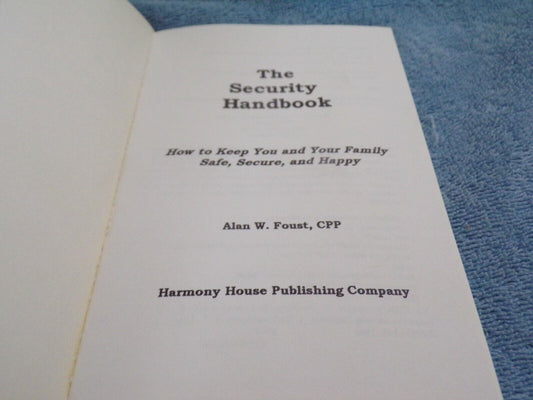 The
Security
Handbook
How to Keep You and Your Family
Safe, Secure, and Happy
Alan W. Foust, CPP
Harmony House Publishing Company